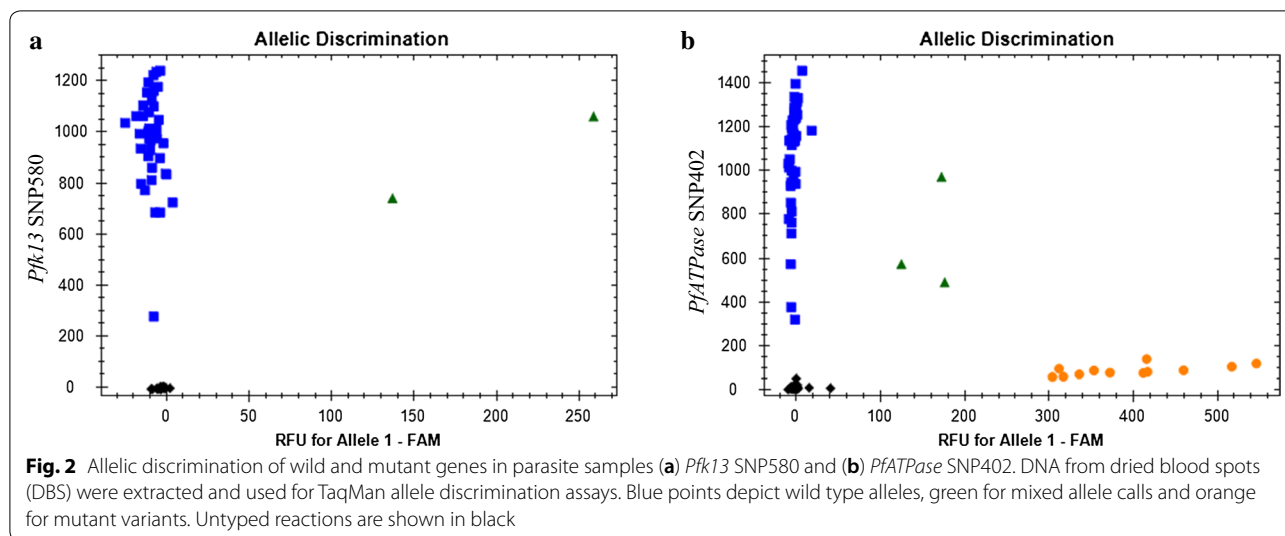 a
Allelic Discrimination
1200
1000
800
600
400
200
0
Pfk13 SNP580
0
50
100
150
200
250
RFU for Allele 1 - FAM
b
Allelic Discrimination
1400
1200
1000
800
600
400
200
0
PfATPase SNP402
0
100
200
300
400
500
RFU for Allele 1 - FAM
Fig. 2 Allelic discrimination of wild and mutant genes in parasite samples (a) Pfk13 SNP580 and (b) PfATPase SNP402. DNA from dried blood spots
(DBS) were extracted and used for TaqMan allele discrimination assays. Blue points depict wild type alleles, green for mixed allele calls and orange
for mutant variants. Untyped reactions are shown in black